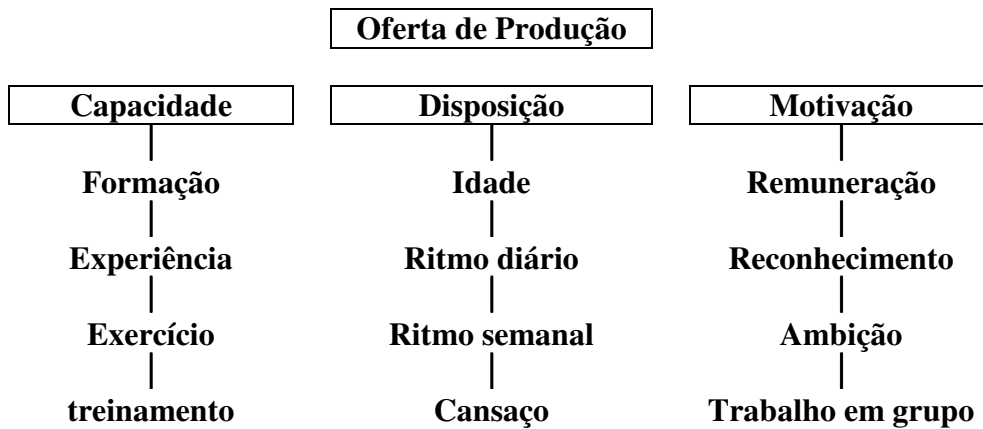 Oferta de Produção
Capacidade Disposição Motivação
Formação Idade Remuneração
Experiência Ritmo diário Reconhecimento
Exercício Ritmo semanal Ambição
treinamento Cansaço Trabalho em grupo